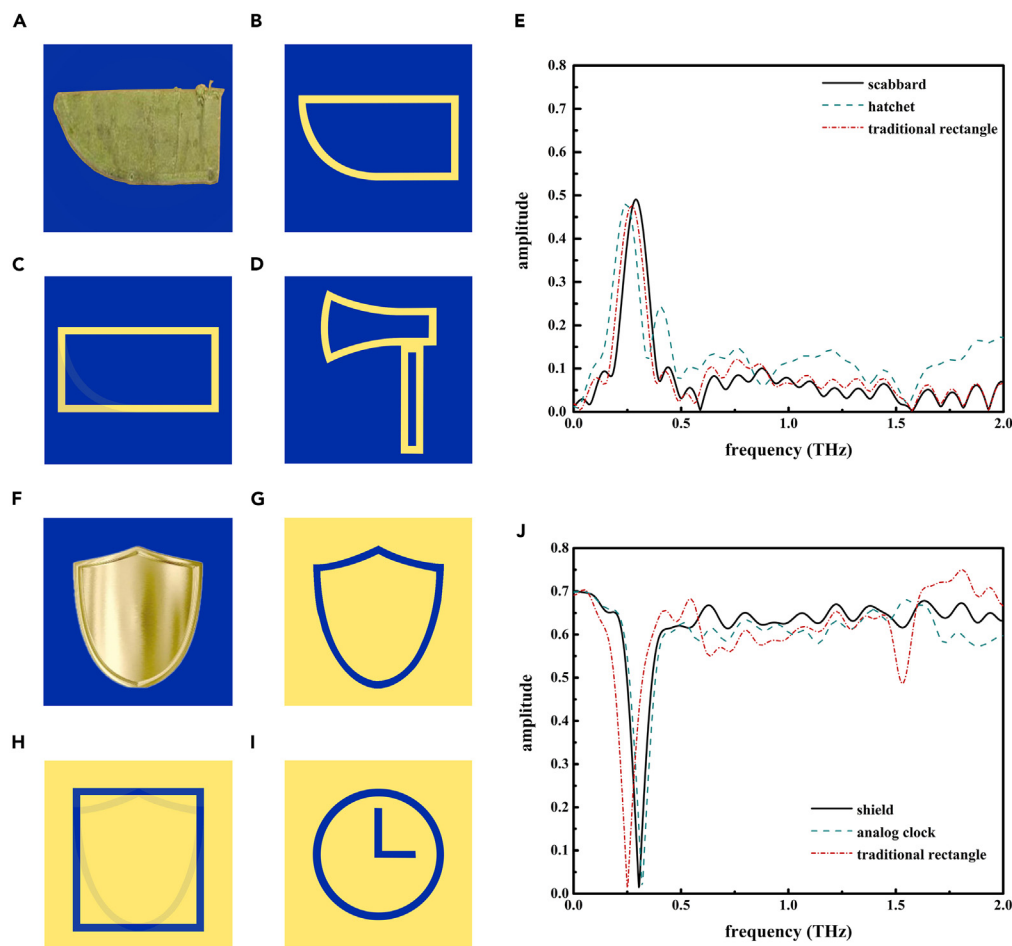 A
B
C
D
E
0.8
0.7
0.6
0.5
0.4
0.3
0.2
0.1
0.0
amplitude
scabbard
hatchet
traditional rectangle
0.0 0.5 1.0 1.5 2.0
frequency (THz)
F
G
H
I
J
0.8
0.7
0.6
0.5
0.4
0.3
0.2
0.1
0.0
amplitude
shield
analog clock
traditional rectangle
0.0 0.5 1.0 1.5 2.0
frequency (THz)